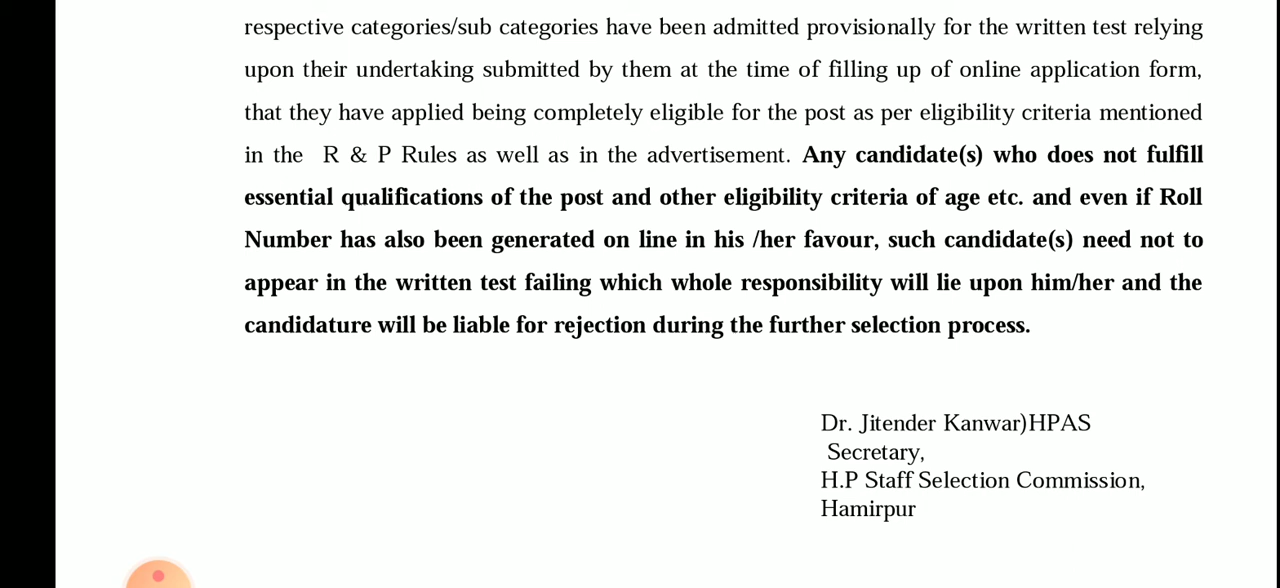 respective categories/sub categories have been admitted provisionally for the written test relying
upon their undertaking submitted by them at the time of filling up of online application form,
that they have applied being completely eligible for the post as per eligibility criteria mentioned
in the R & P Rules as well as in the advertisement. Any candidate(s) who does not fulfill
essential qualifications of the post and other eligibility criteria of age etc. and even if Roll
Number has also been generated on line in his /her favour, such candidate(s) need not to
appear in the written test failing which whole responsibility will lie upon him/her and the
candidature will be liable for rejection during the further selection process.
Dr. Jitender Kanwar)HPAS
Secretary,
H.P Staff Selection Commission,
Hamirpur